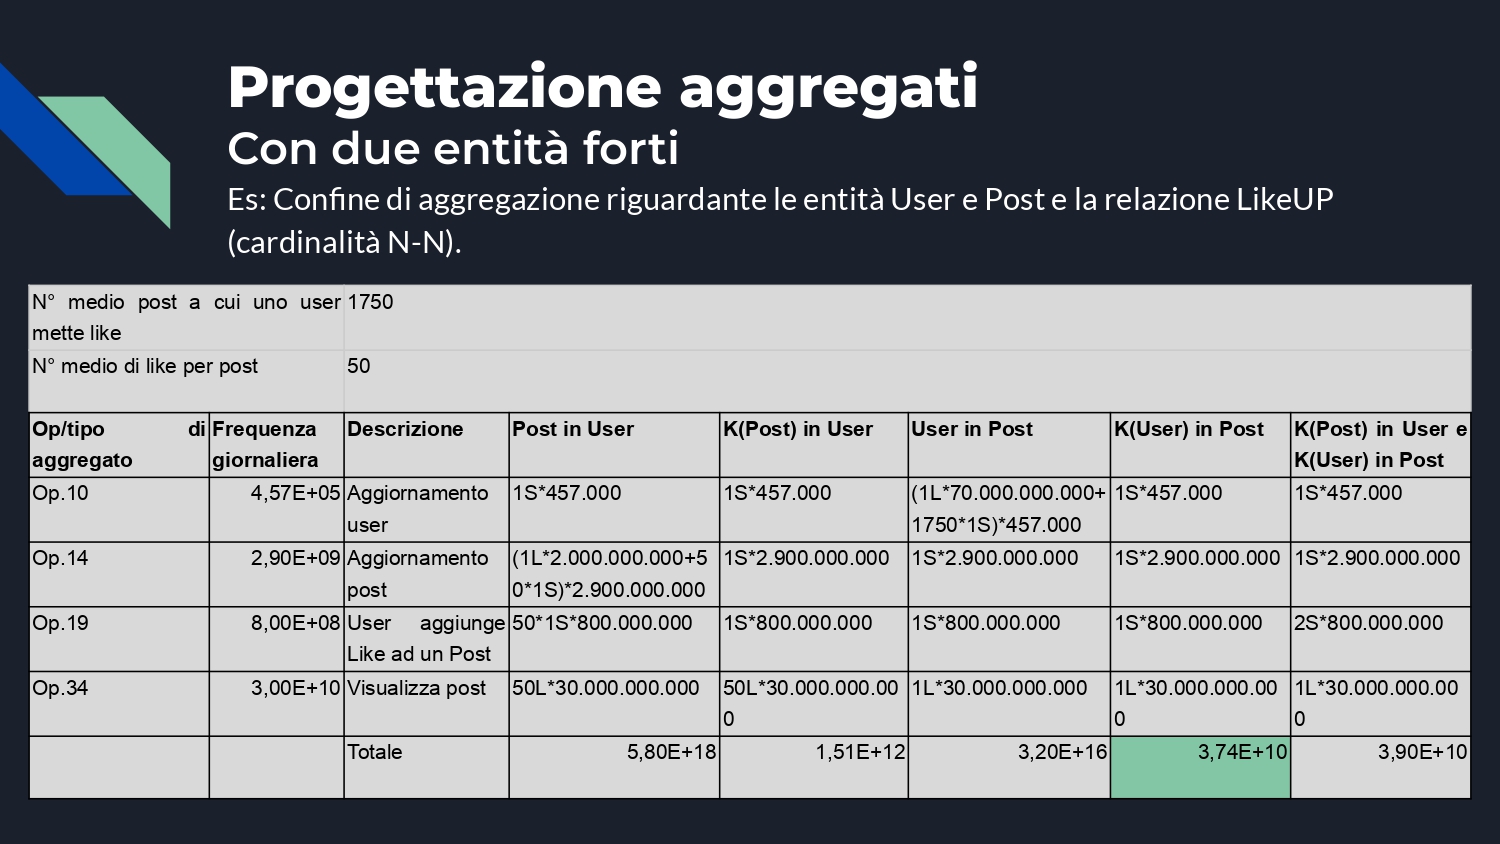 Progettazione aggregati
Con due entità forti
Es: Confine di aggregazione riguardante le entità User e Post e la relazione LikeUP
(cardinalità N-N).
N° medio post a cui uno user
mette like
1750
N° medio di like per post
50
Op/tipo di
aggregato
Frequenza
giornaliera
Descrizione
Post in User
K(Post) in User
User in Post
K(User) in Post
K(Post) in User e
K(User) in Post
Op.10
4,57E+05
Aggiornamento
user
1S*457.000
1S*457.000
(1L*70.000.000.000+
1750*1S)*457.000
1S*457.000
1S*457.000
Op.14
2,90E+09
Aggiornamento
post
(1L*2.000.000.000+5
0*1S)*2.900.000.000
1S*2.900.000.000
1S*2.900.000.000
1S*2.900.000.000
1S*2.900.000.000
Op.19
8,00E+08
User aggiunge
Like ad un Post
50*1S*800.000.000
1S*800.000.000
1S*800.000.000
1S*800.000.000
2S*800.000.000
Op.34
3,00E+10
Visualizza post
50L*30.000.000.000
50L*30.000.000.00
0
1L*30.000.000.000
1L*30.000.000.00
0
1L*30.000.000.00
0
Totale
5,80E+18
1,51E+12
3,20E+16
3,74E+10
3,90E+10